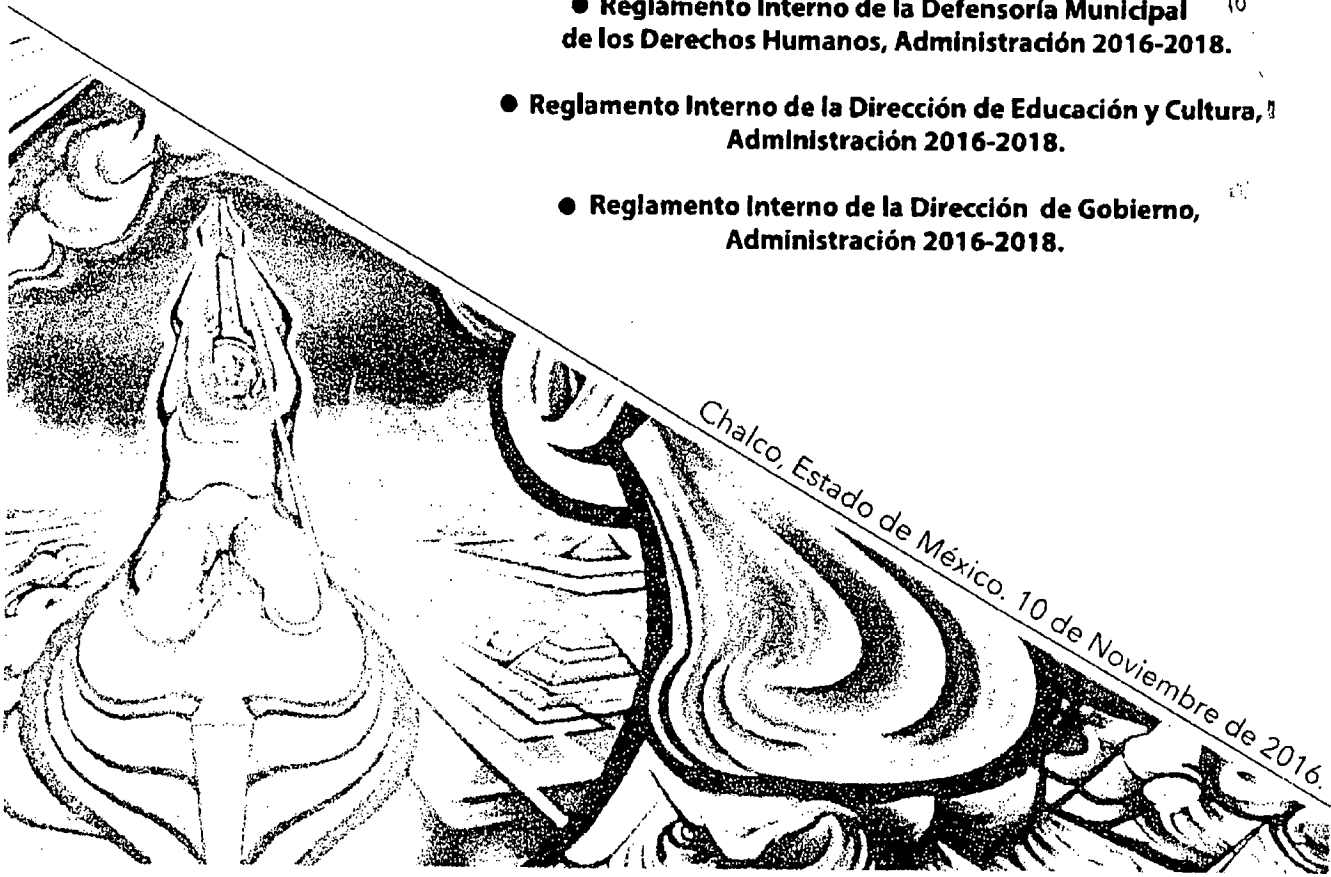 ● Reglamento Interno de la Defensoría Municipal
de los Derechos Humanos, Administración 2016-2018.
● Reglamento Interno de la Dirección de Educación y Cultura,
Administración 2016-2018.
● Reglamento Interno de la Dirección de Gobierno,
Administración 2016-2018.
Chalco, Estado de México. 10 de Noviembre de 2016.